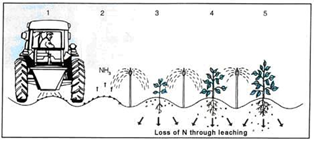 1 2 3 4 5
NH₃
Loss of N through leaching